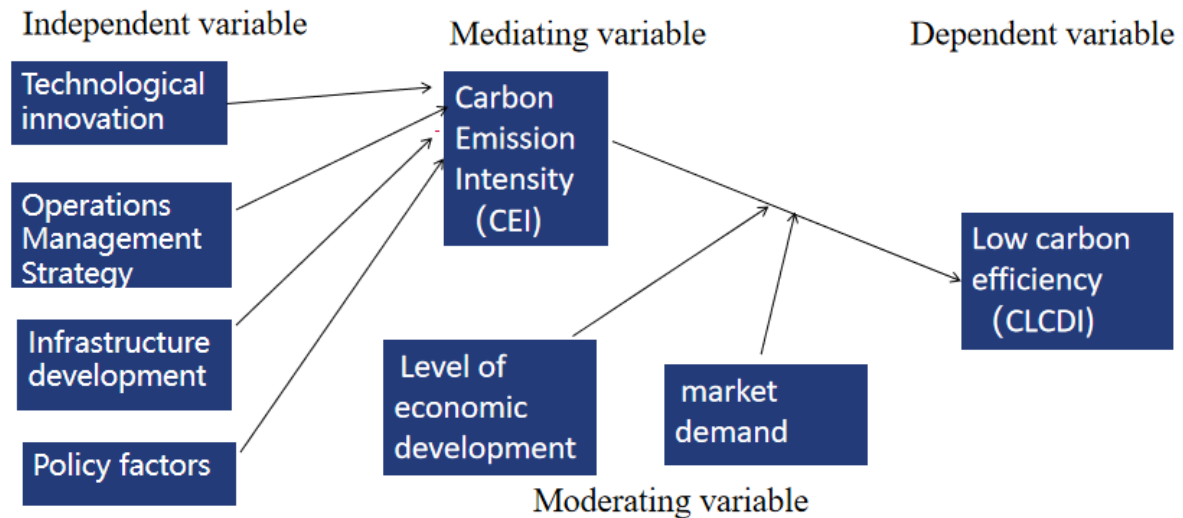 Independent variable
Mediating variable
Dependent variable
Technological
innovation
Operations
Management
Strategy
Infrastructure
development
Policy factors
Carbon
Emission
Intensity
（CEI）
Level of
economic
development
market
demand
Moderating variable
Low carbon
efficiency
（CLCDI）